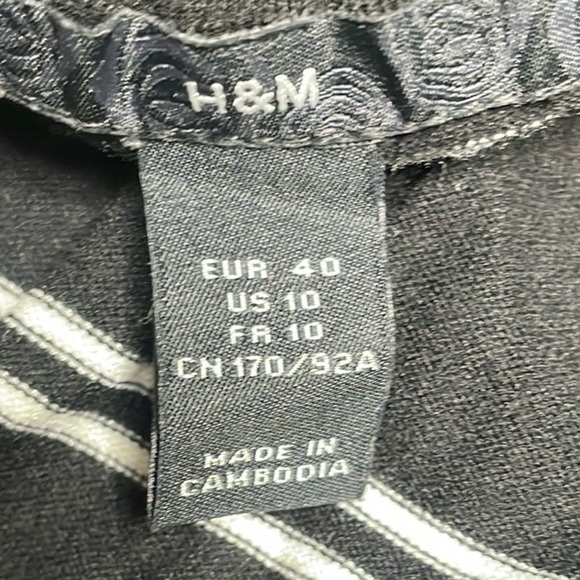 H&M
EUR 40
US 10
FR 10
CN 170/92A
MADE IN
CAMBODIA